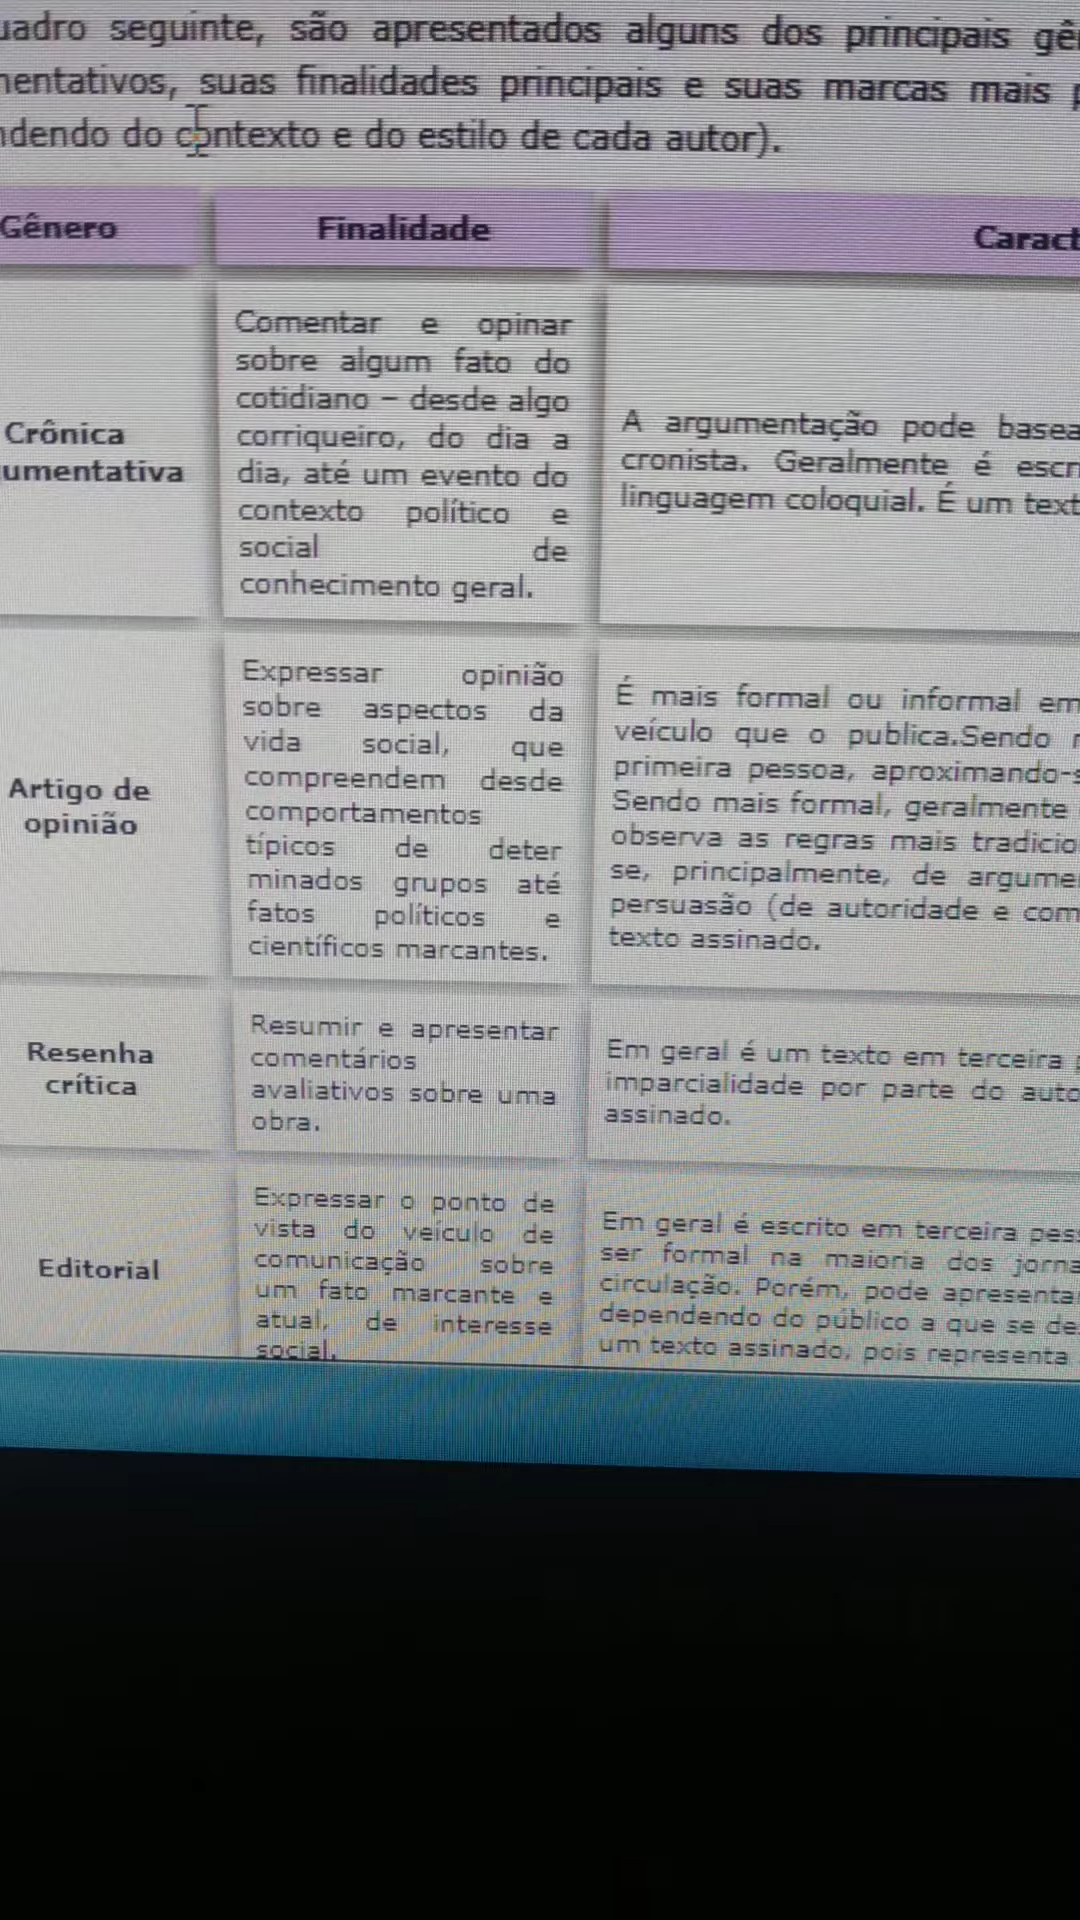 uadro seguinte, são apresentados alguns dos principais gê
nentativos, suas finalidades principais e suas marcas mais
ndendo do contexto e do estilo de cada autor).
Gênero
Finalidade
Caract
Crônica
umentativa
Comentar e opinar
sobre algum fato do
cotidiano – desde algo
corriqueiro, do dia a
dia, até um evento do
contexto político e
social de
conhecimento geral.
A argumentação pode basea
cronista. Geralmente é escr
linguagem coloquial. É um text
Artigo de
opinião
Expressar opinião
sobre aspectos da
vida social, que
compreendem desde
comportamentos
típicos de deter
minados grupos até
fatos políticos e
científicos marcantes.
É mais formal ou informal em
veículo que o publica.Sendo
primeira pessoa, aproximando-s
Sendo mais formal, geralmente
observa as regras mais tradicio
se, principalmente, de argume
persuasão (de autoridade e com
texto assinado.
Resenha
crítica
Resumir e apresentar
comentários
avaliativos sobre uma
obra.
Em geral é um texto em terceira
imparcialidade por parte do auto
assinado.
Editorial
Expressar o ponto de
vista do veículo de
comunicação sobre
um fato marcante e
atual, de interesse
social.
Em geral é escrito em terceira pess
ser formal na maioria dos jorna
circulação. Porém, pode apresenta
dependendo do público a que se de
um texto assinado, pois representa